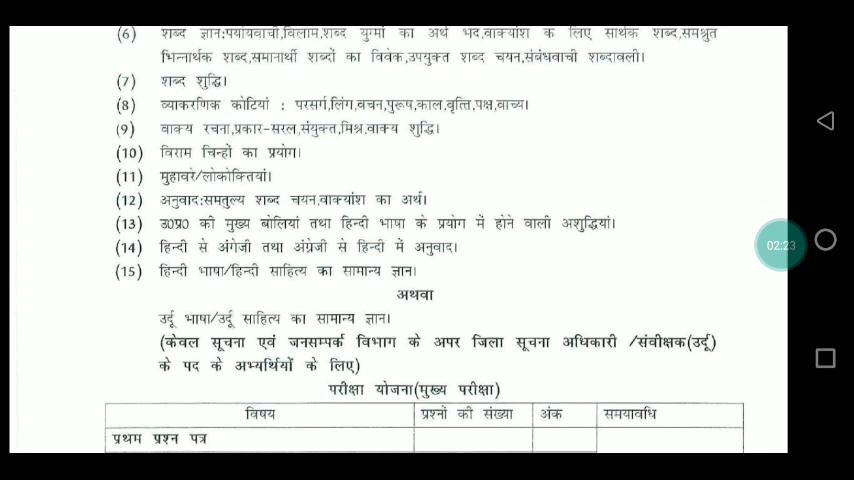 (6) शब्द ज्ञान:पर्यायवाची,विलोम,शब्द युग्मों का अर्थ भेद,वाक्यांश के लिए सार्थक शब्द,समश्रुत
भिन्नार्थक शब्द,समानार्थी शब्दों का विवेक,उपयुक्त शब्द चयन,संबंधवाची शब्दावली।
(7) शब्द शुद्धि।
(8) व्याकरणिक कोटियां : परसर्ग,लिंग,वचन,पुरूष,काल,वृत्ति,पक्ष,वाच्य।
(9) वाक्य रचना,प्रकार-सरल,संयुक्त,मिश्र,वाक्य शुद्धि।
(10) विराम चिन्हों का प्रयोग।
(11) मुहावरे/लोकोक्तियां।
(12) अनुवाद:समतुल्य शब्द चयन,वाक्यांश का अर्थ।
(13) उ0प्र0 की मुख्य बोलियां तथा हिन्दी भाषा के प्रयोग में होने वाली अशुद्धियां।
(14) हिन्दी से अंगेजी तथा अंग्रेजी से हिन्दी में अनुवाद।
(15) हिन्दी भाषा/हिन्दी साहित्य का सामान्य ज्ञान।
अथवा
उर्दू भाषा/उर्दू साहित्य का सामान्य ज्ञान।
(केवल सूचना एवं जनसम्पर्क विभाग के अपर जिला सूचना अधिकारी /संवीक्षक(उर्दू)
के पद के अभ्यर्थियों के लिए)
परीक्षा योजना(मुख्य परीक्षा)
विषय प्रश्नों की संख्या अंक समयावधि
प्रथम प्रश्न पत्र
02:23